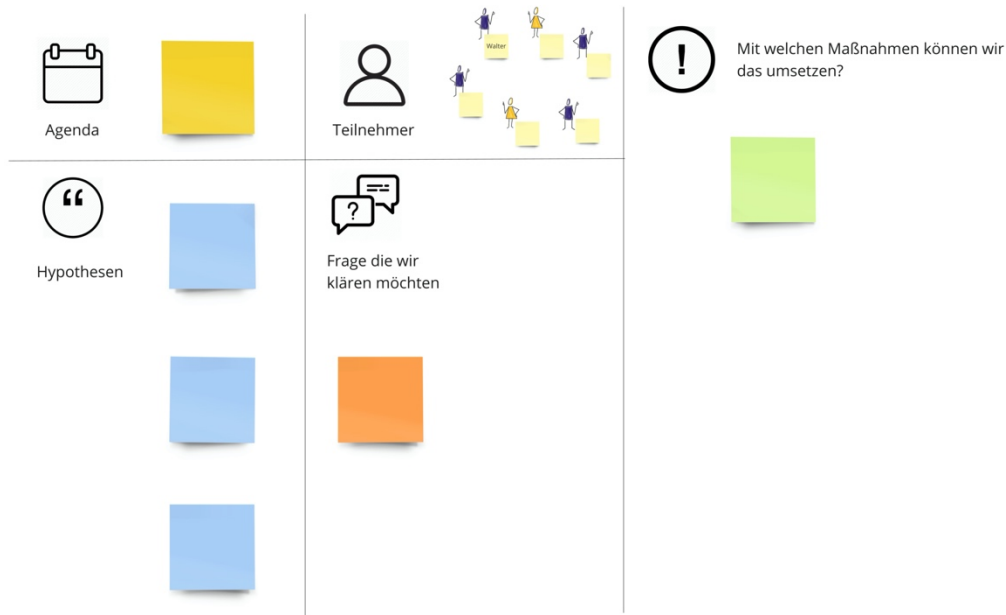 Agenda
Teilnehmer
Walter
Mit welchen Maßnahmen können wir
das umsetzen?
Hypothesen
Frage die wir
klären möchten